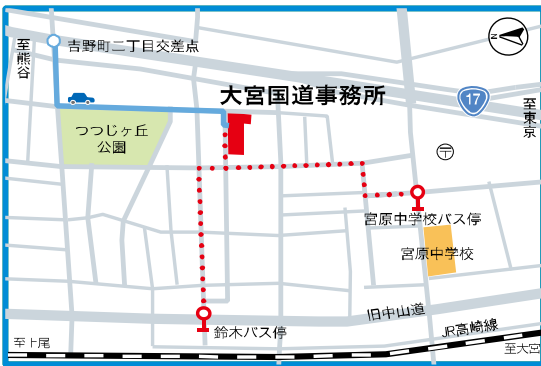 至熊谷
吉野町二丁目交差点
N
大宮国道事務所
17
至東京
つつじヶ丘
公園
〒
宮原中学校バス停
宮原中学校
旧中山道
鈴木バス停
JR高崎線
至上尾
至大宮